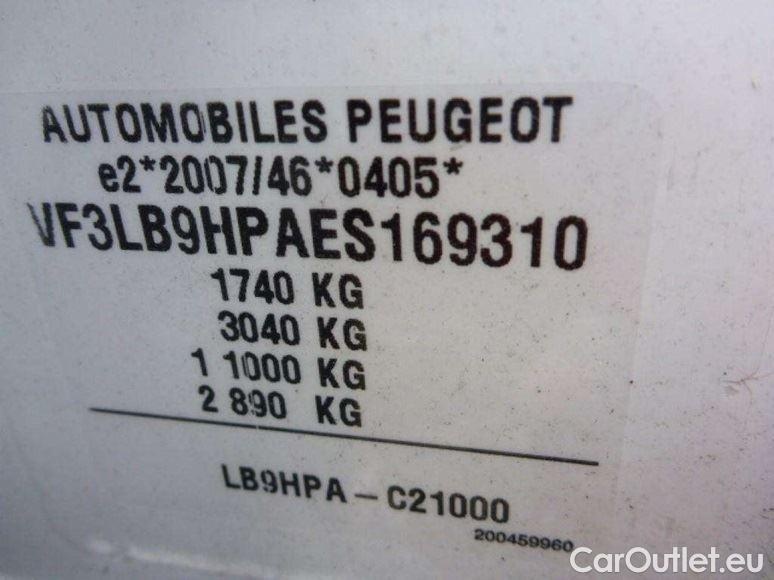 AUTOMOBILES PEUGEOT
e2*2007/46*0405*
VF3LB9HPAES169310
1740 KG
3040 KG
1 1000 KG
2 890 KG
LB9HPA – C21000
200459960
CarOutlet.eu